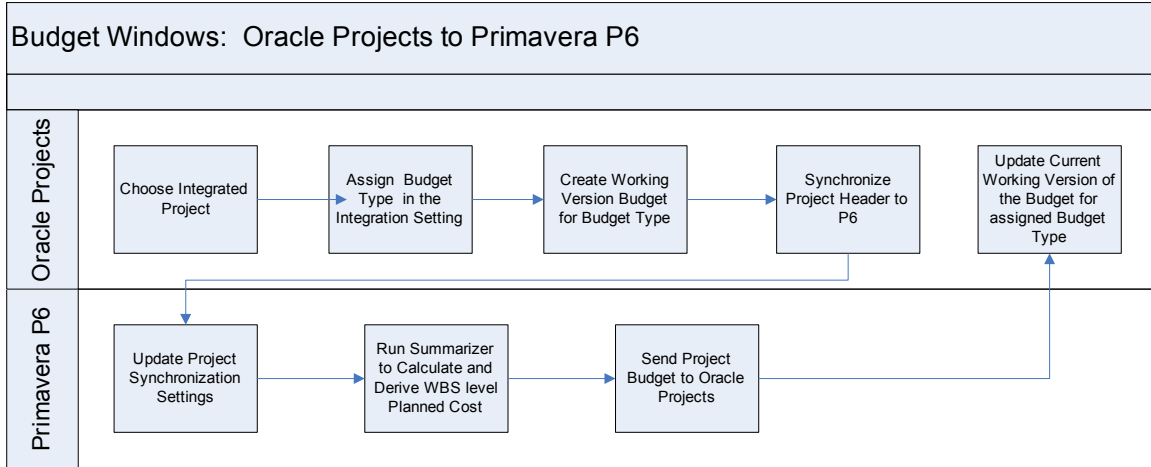 Budget Windows:  Oracle Projects to Primavera P6
Oracle Projects
Choose Integrated
Project
Assign  Budget
Type  in the
Integration Setting
Create Working
Version Budget
for Budget Type
Synchronize
Project Header to
P6
Update Current
Working Version of
the Budget for
assigned Budget
Type
Primavera P6
Update Project
Synchronization
Settings
Run Summarizer
to Calculate and
Derive WBS level
Planned Cost
Send Project
Budget to Oracle
Projects